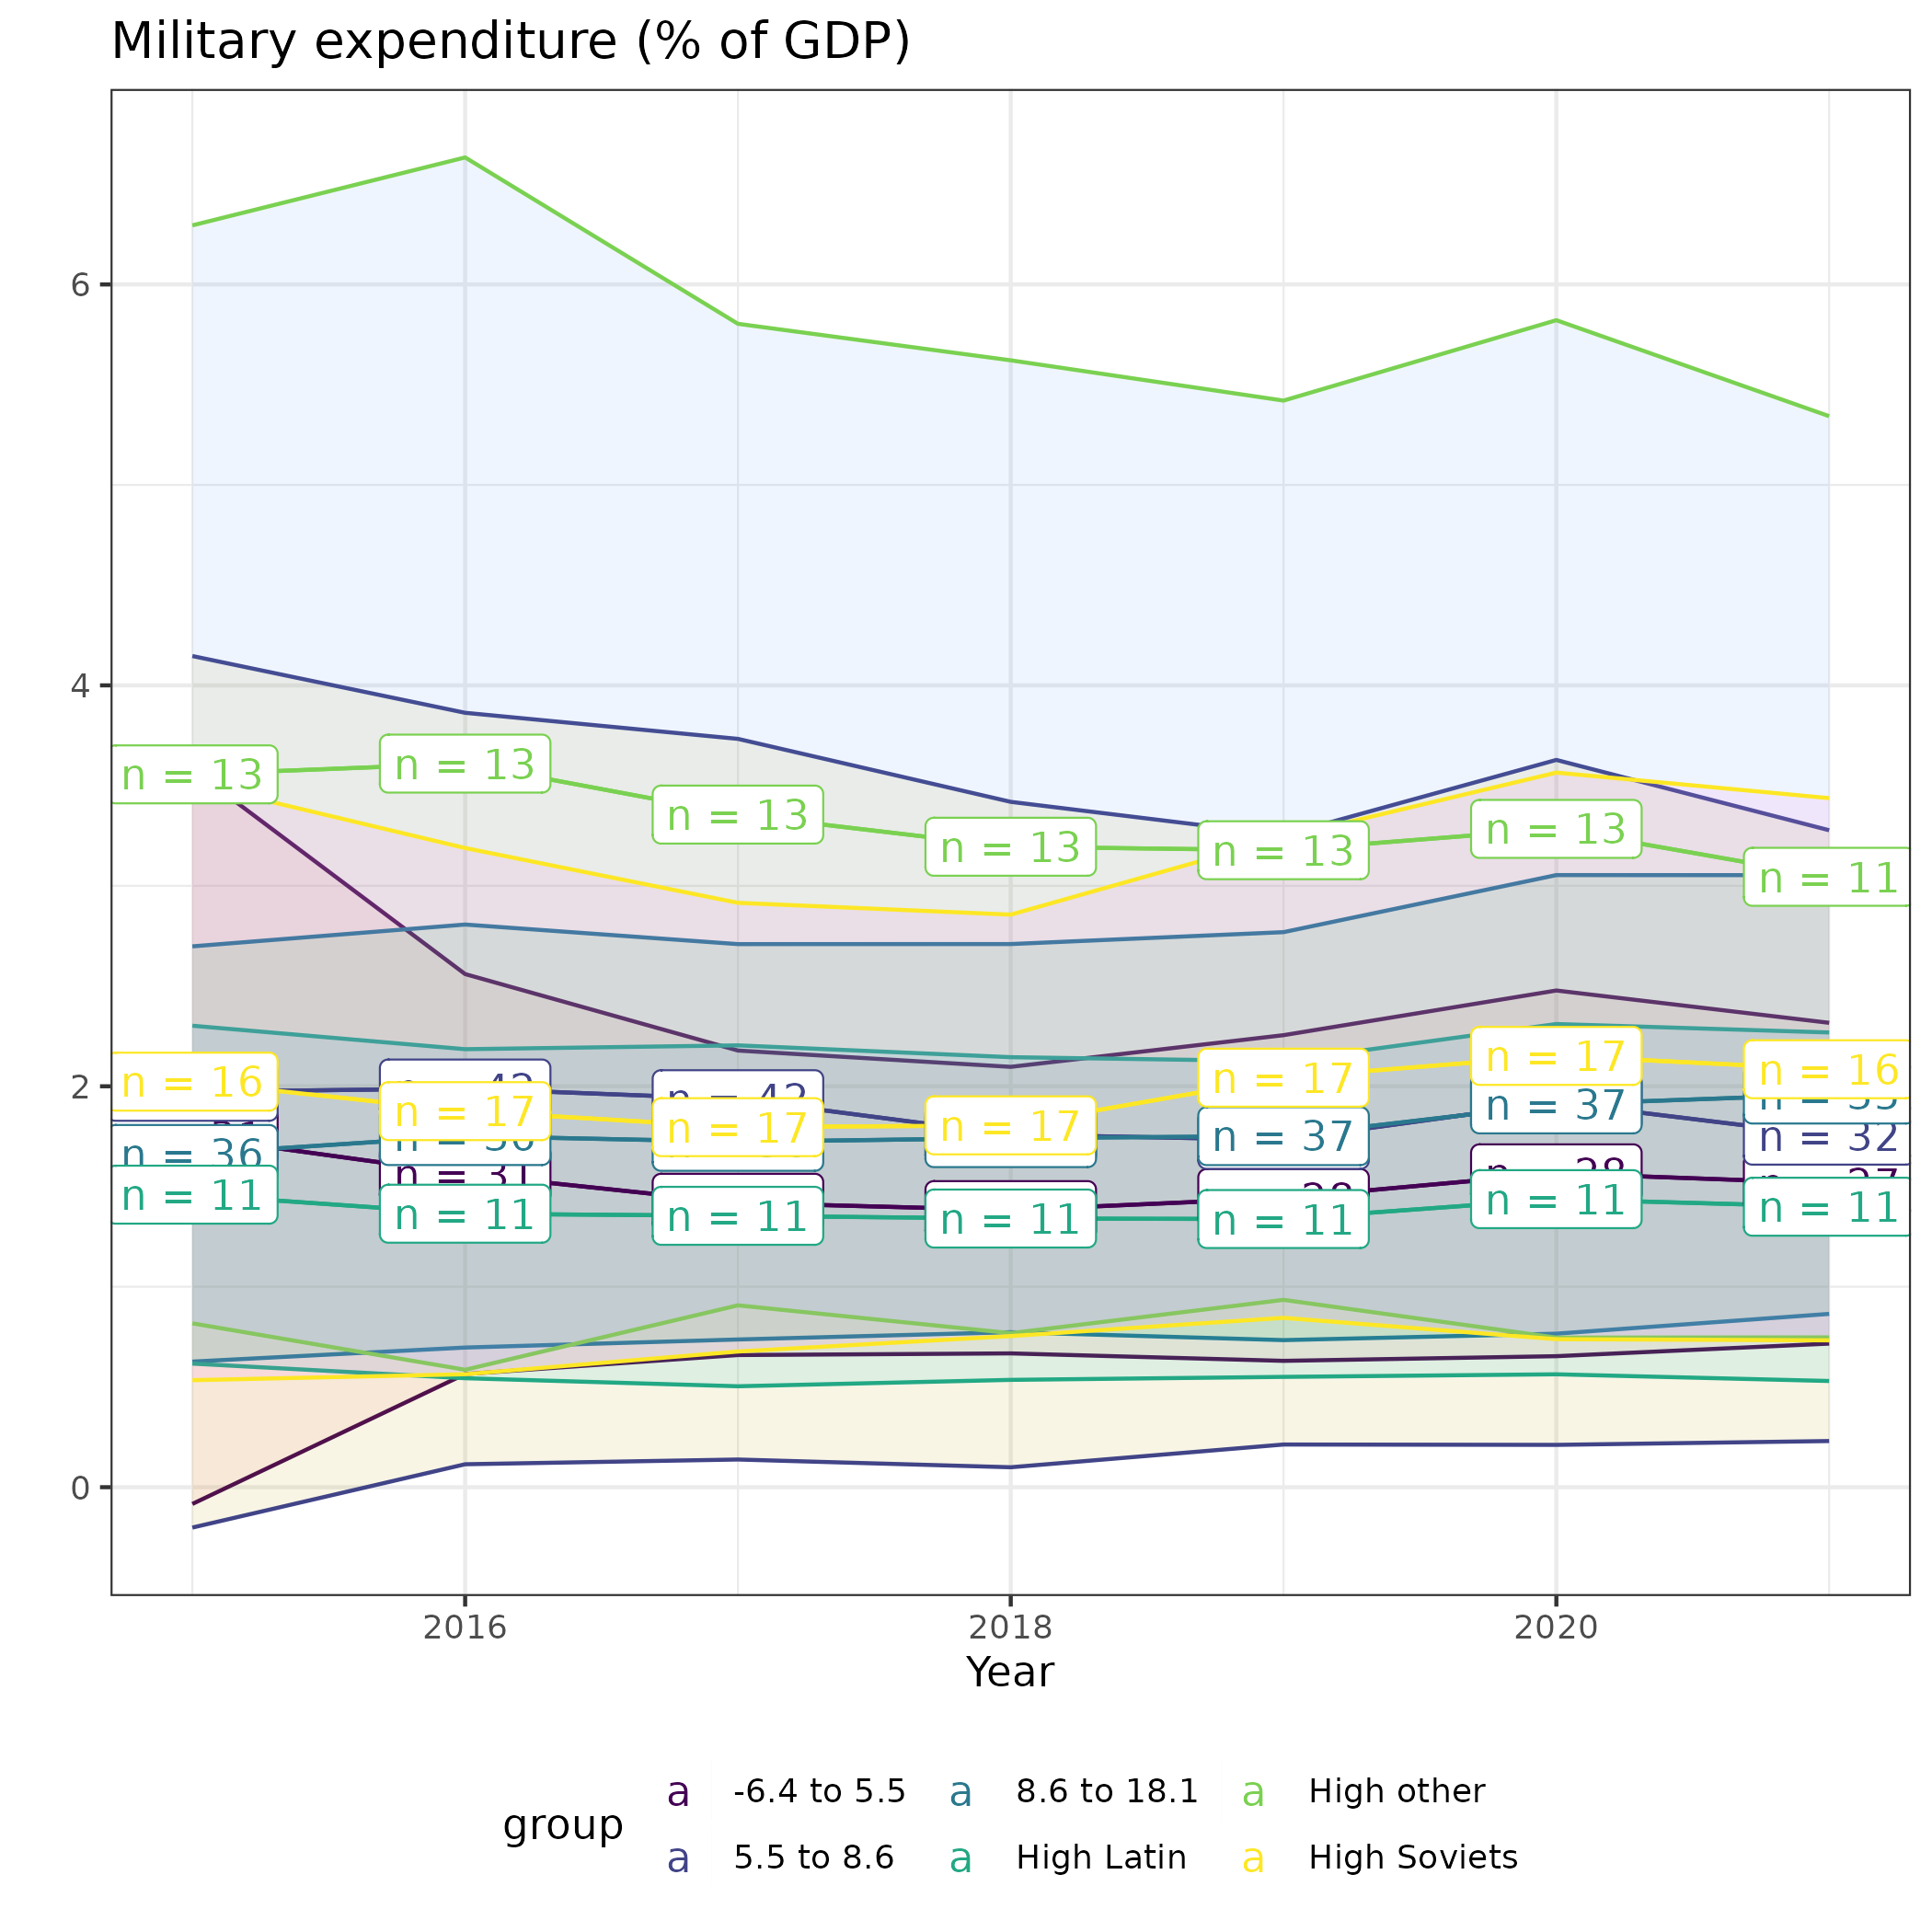 Military expenditure (% of GDP)
6
4
2
0
n = 13
n = 13
n = 13
n = 13
n = 13
n = 13
n = 11
n = 16
n = 17
n = 17
n = 17
n = 17
n = 17
n = 16
n = 36
n = 37
n = 37
n = 32
n = 31
n = 11
n = 11
n = 11
n = 11
n = 11
n = 11
n = 11
2016
2018
2020
Year
group
a -6.4 to 5.5
a 8.6 to 18.1
a High other
a 5.5 to 8.6
a High Latin
a High Soviets